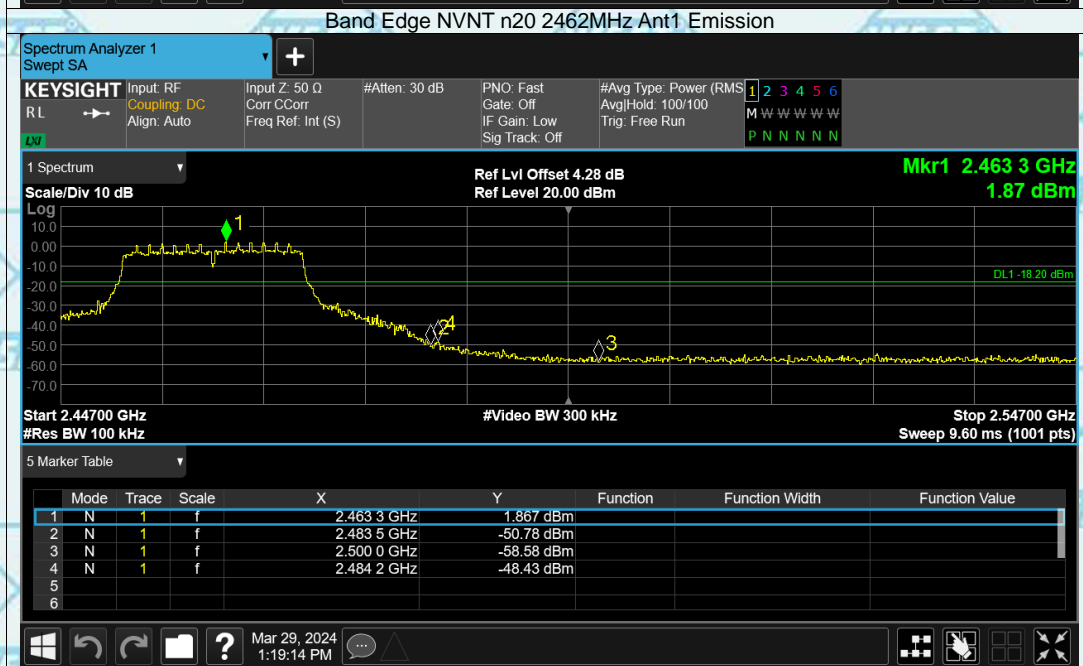 Band Edge NVNT n20 2462MHz Ant1 Emission
Spectrum Analyzer 1
Swept SA
+
KEYSIGHT Input: RF Input Z: 50 Ω #Atten: 30 dB PNO: Fast #Avg Type: Power (RMS 1 2 3 4 5 6
RL Coupling: DC Corr CCorr Gate: Off Avg|Hold: 100/100 M W W W W W
Align: Auto Freq Ref: Int (S) IF Gain: Low Trig: Free Run
LXI Sig Track: Off P N N N N N
1 Spectrum Ref Lvl Offset 4.28 dB Mkr1 2.463 3 GHz
Scale/Div 10 dB Ref Level 20.00 dBm 1.87 dBm
Log
10.0
0.00
-10.0
-20.0
-30.0
-40.0
-50.0
-60.0
-70.0
1
DL1 -18.20 dBm
2 4
3
Start 2.44700 GHz #Video BW 300 kHz Stop 2.54700 GHz
#Res BW 100 kHz Sweep 9.60 ms (1001 pts)
5 Marker Table
Mode Trace Scale X Y Function Function Width Function Value
1 N 1 f 2.463 3 GHz 1.867 dBm
2 N 1 f 2.483 5 GHz -50.78 dBm
3 N 1 f 2.500 0 GHz -58.58 dBm
4 N 1 f 2.484 2 GHz -48.43 dBm
5
6
? Mar 29, 2024
1:19:14 PM